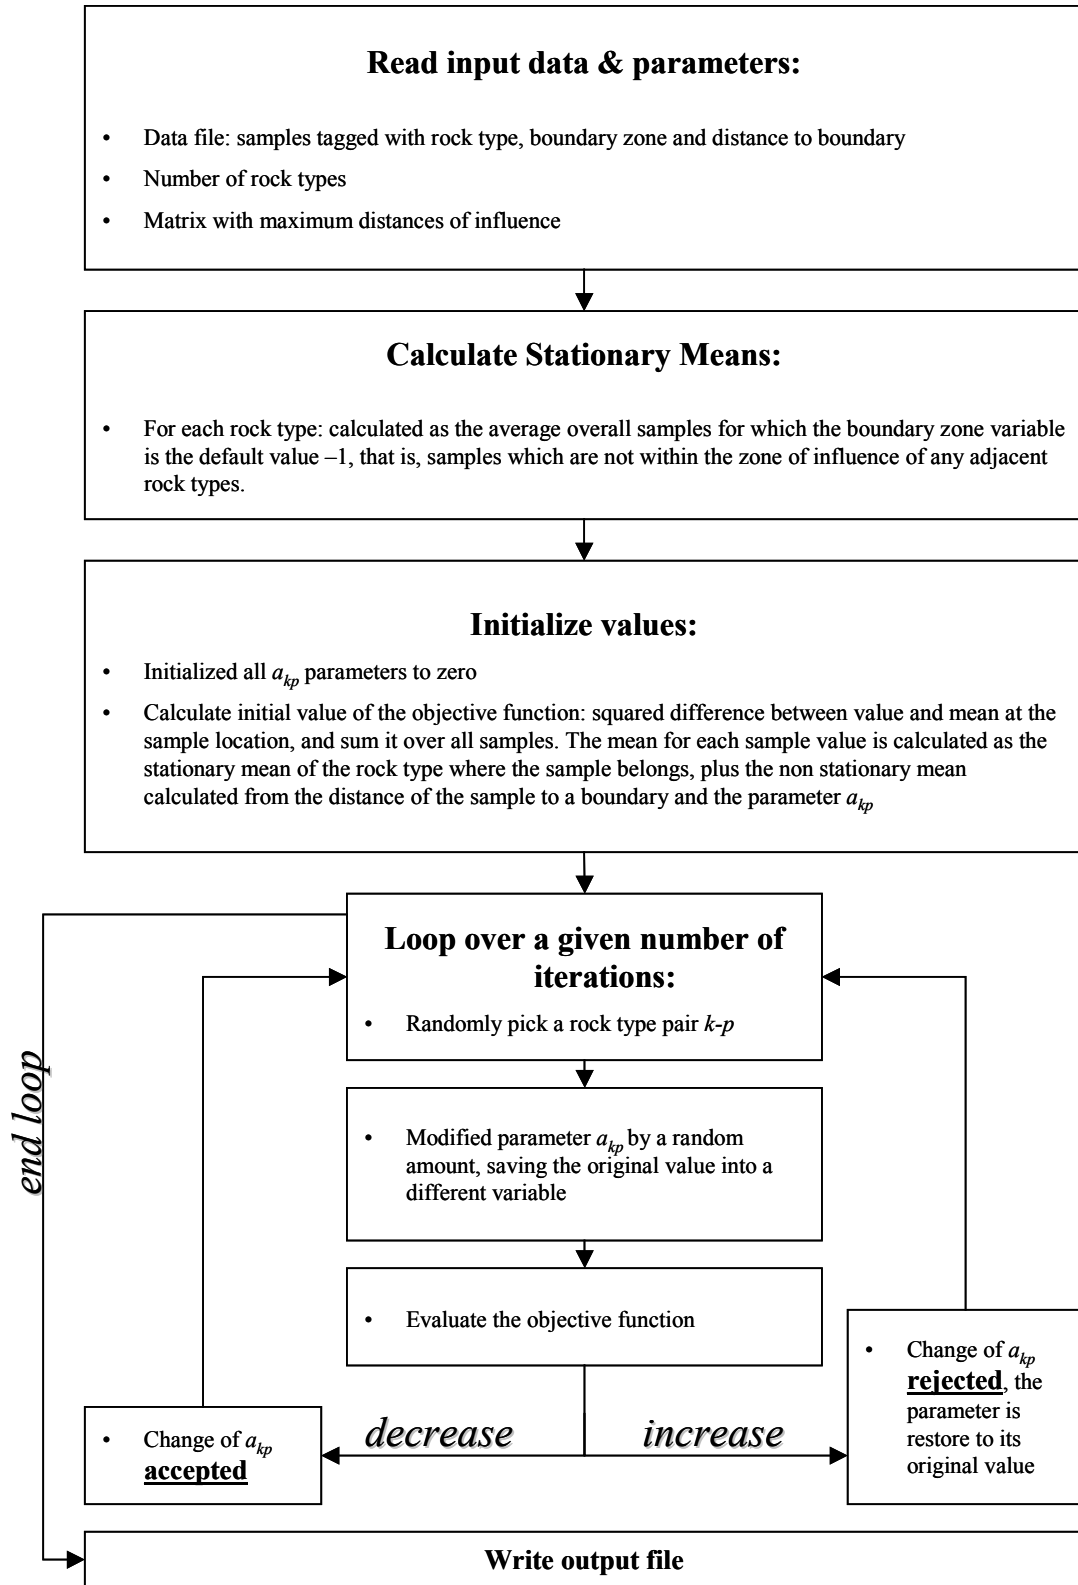 Read input data & parameters:
• Data file: samples tagged with rock type, boundary zone and distance to boundary
• Number of rock types
• Matrix with maximum distances of influence
Calculate Stationary Means:
• For each rock type: calculated as the average overall samples for which the boundary zone variable
is the default value –1, that is, samples which are not within the zone of influence of any adjacent
rock types.
Initialize values:
• Initialized all a_kp parameters to zero
• Calculate initial value of the objective function: squared difference between value and mean at the
sample location, and sum it over all samples. The mean for each sample value is calculated as the
stationary mean of the rock type where the sample belongs, plus the non stationary mean
calculated from the distance of the sample to a boundary and the parameter a_kp
Loop over a given number of
iterations:
• Randomly pick a rock type pair k-p
• Modified parameter a_kp by a random
amount, saving the original value into a
different variable
• Evaluate the objective function
decrease
increase
• Change of a_kp
accepted
• Change of a_kp
rejected, the
parameter is
restore to its
original value
end loop
Write output file